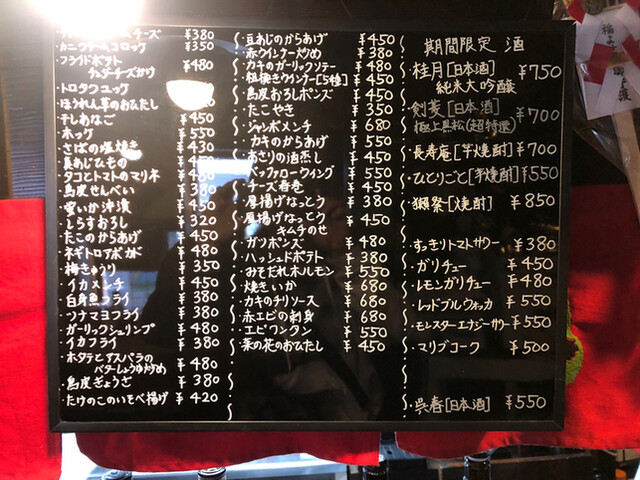 チーズ ¥380
・カニクリームコロッケ ¥350
・フライドポテト
チェダーチーズがけ ¥480
・トロタクユッケ
・ほうれん草のおひたし
・干しあなご ¥450
・ホッケ ¥550
・さばの塩焼き ¥430
・真あじひもの ¥450
・タコとトマトのマリネ ¥480
・鳥皮せんべい ¥380
・蛍いか沖漬 ¥450
・しらすおろし ¥320
・たこのからあげ ¥450
・ネギトロアボカド ¥480
・梅きゅうり ¥350
・イカメンチ ¥450
・白身魚フライ ¥380
・ツナマヨフライ ¥380
・ガーリックシュリンプ ¥480
・イカフライ ¥380
・ホタテとアスパラの
バターしょうゆ炒め ¥480
・鳥皮ぎょうざ ¥380
・たけのこのいそべ揚げ ¥420
・豆あじのからあげ ¥450
・赤ウインナー炒め ¥380
・カキのガーリックソテー ¥480
・粗挽きウインナー[5種] ¥450
・鳥皮おろしポンズ ¥450
・たこやき ¥350
・ジャンボメンチ ¥680
・カキのからあげ ¥550
・あさりの酒蒸し ¥450
・バッファローウィング ¥550
・チーズ春巻 ¥450
・厚揚げなっとう ¥380
・厚揚げなっとう
キムチのせ ¥450
・ガリポンズ ¥480
・ハッシュドポテト ¥380
・みそだれホルモン ¥550
・焼きいか ¥680
・カキのチリソース ¥680
・赤エビの刺身 ¥680
・エビワンタン ¥550
・菜の花のおひたし ¥450
期間限定 酒
・桂月[日本酒]
純米大吟醸 ¥750
・剣菱[日本酒]
極上黒松(超特選) ¥700
・長寿庵[芋焼酎] ¥700
・ひとりごと[芋焼酎] ¥550
・獺祭[焼酎] ¥850
・すっきりトマトサワー ¥380
・ガリチュー ¥450
・レモンガリチュー ¥480
・レッドブルウォッカ ¥550
・モンスターエナジーサワー ¥550
・マリブコーク ¥500
・呉春[日本酒] ¥550